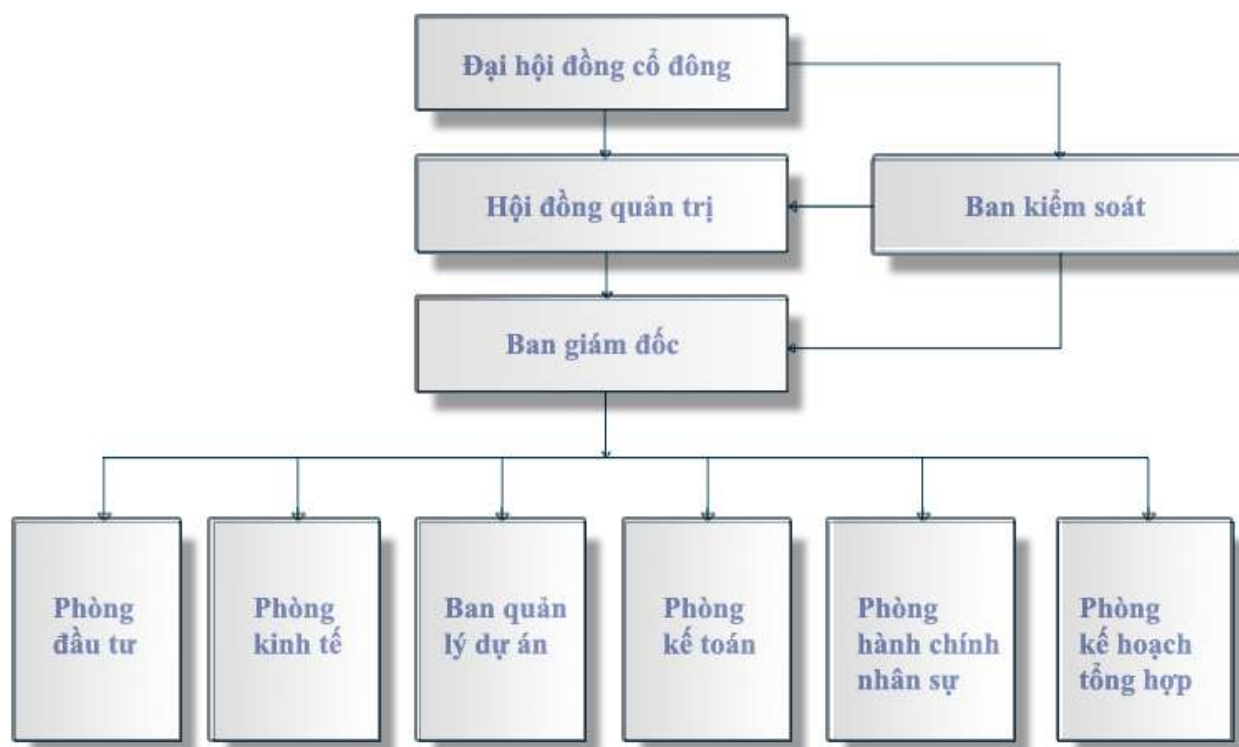 Đại hội đồng cổ đông
Hội đồng quản trị
Ban kiểm soát
Ban giám đốc
Phòng
đầu tư
Phòng
kinh tế
Ban quản
lý dự án
Phòng
kế toán
Phòng
hành chính
nhân sự
Phòng
kế hoạch
tổng hợp